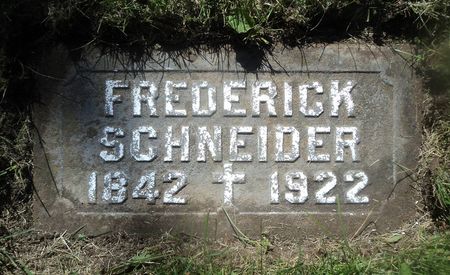 FREDERICK
SCHNEIDER
1842 † 1922